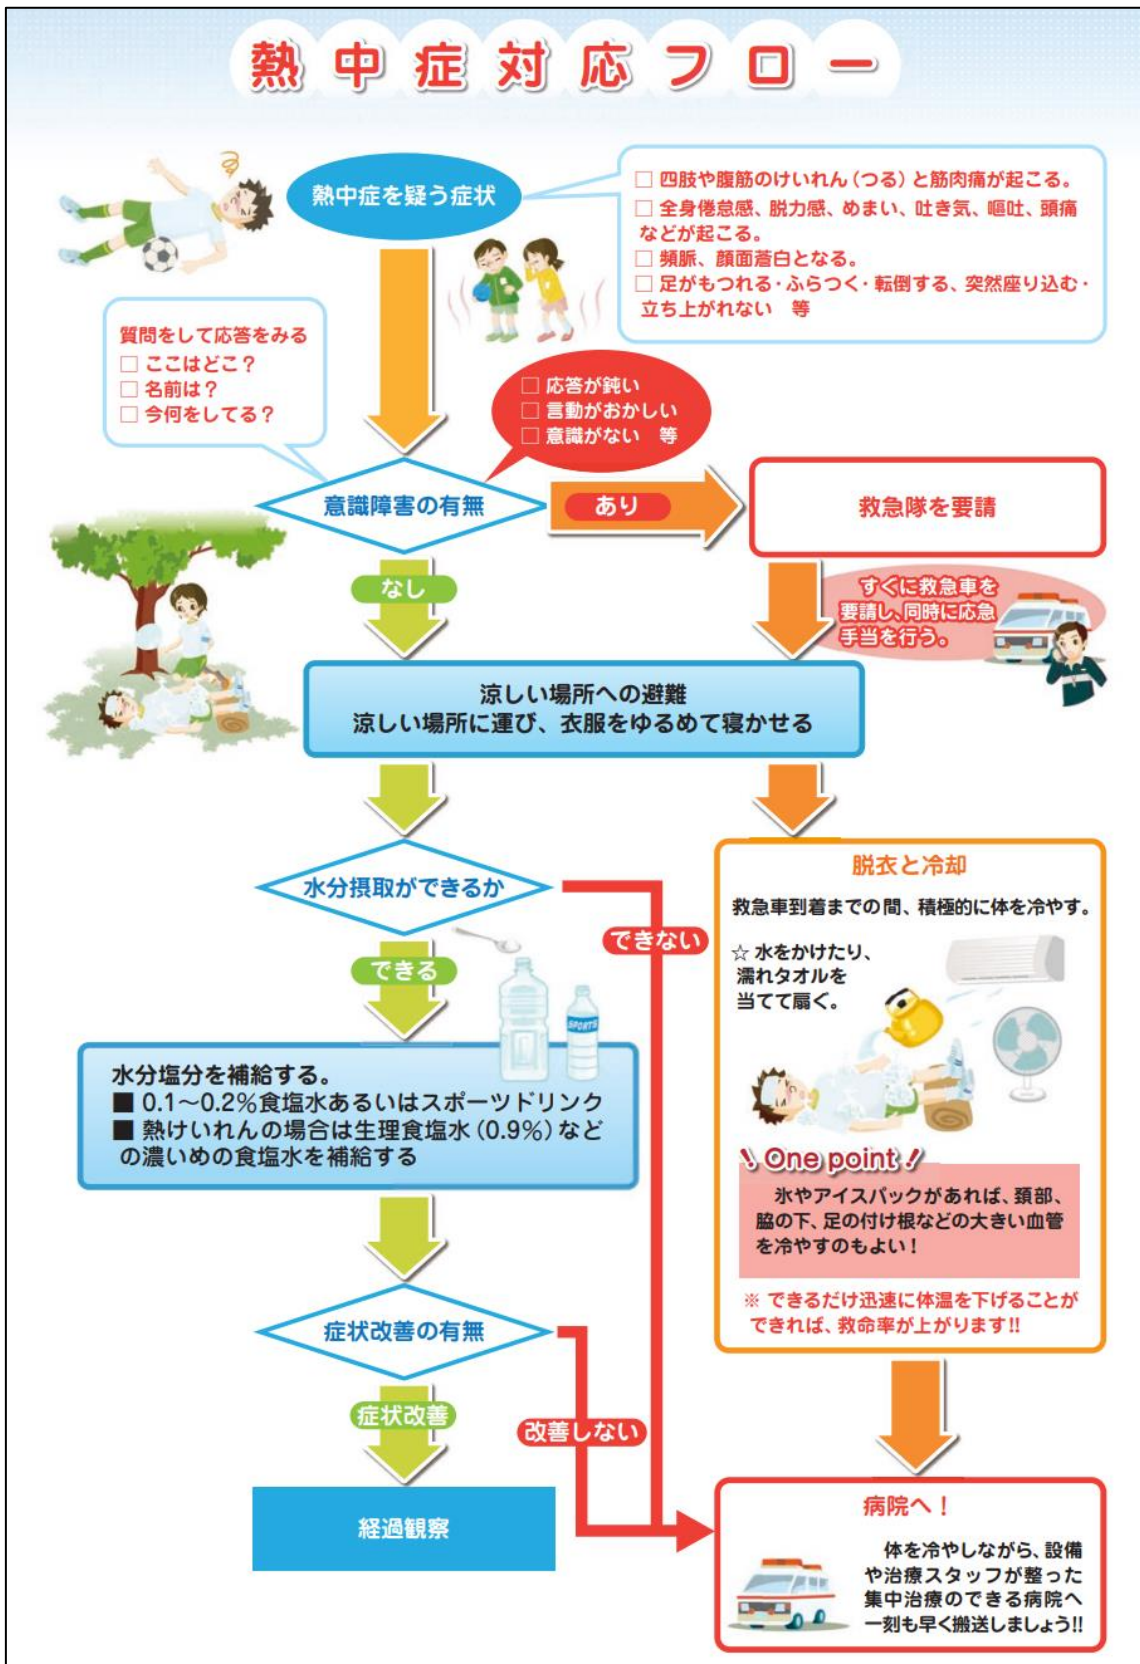 熱中症対応フロー
熱中症を疑う症状
□ 四肢や腹筋のけいれん(つる)と筋肉痛が起こる。
□ 全身倦怠感、脱力感、めまい、吐き気、嘔吐、頭痛
などが起こる。
□ 頻脈、顔面蒼白となる。
□ 足がもつれる・ふらつく・転倒する、突然座り込む・
立ち上がれない 等
質問をして応答をみる
□ ここはどこ?
□ 名前は?
□ 今何をしてる?
□ 応答が鈍い
□ 言動がおかしい
□ 意識がない 等
意識障害の有無
あり
救急隊を要請
なし
すぐに救急車を
要請し、同時に応急
手当を行う。
涼しい場所への避難
涼しい場所に運び、衣服をゆるめて寝かせる
水分摂取ができるか
できない
できる
脱衣と冷却
救急車到着までの間、積極的に体を冷やす。
☆ 水をかけたり、
濡れタオルを
当てて扇ぐ。
SPORTS
水分塩分を補給する。
■ 0.1～0.2%食塩水あるいはスポーツドリンク
■ 熱けいれんの場合は生理食塩水(0.9%)など
の濃いめの食塩水を補給する
One point !
氷やアイスパックがあれば、頚部、
脇の下、足の付け根などの大きい血管
を冷やすのもよい!
※ できるだけ迅速に体温を下げることが
できれば、救命率が上がります!!
症状改善の有無
症状改善
改善しない
経過観察
病院へ!
体を冷やしながら、設備
や治療スタッフが整った
集中治療のできる病院へ
一刻も早く搬送しましょう!!